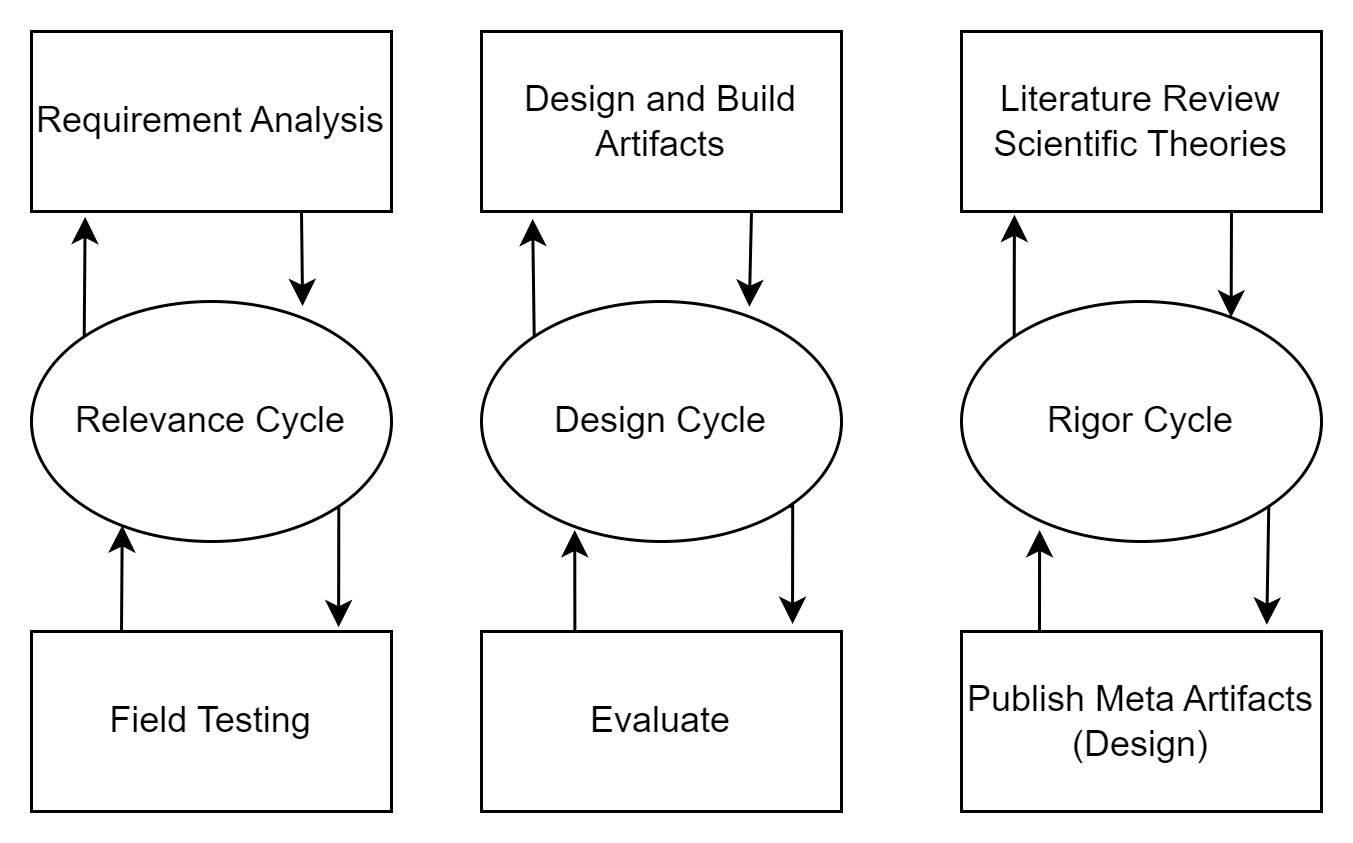 Requirement Analysis
Design and Build
Artifacts
Literature Review
Scientific Theories
Relevance Cycle
Design Cycle
Rigor Cycle
Field Testing
Evaluate
Publish Meta Artifacts
(Design)